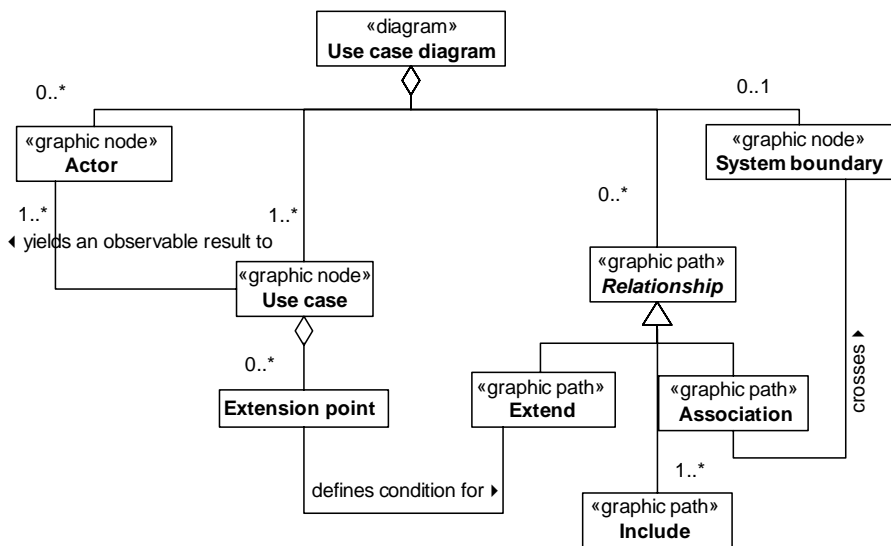 «diagram»
Use case diagram
0..*
0..1
«graphic node»
Actor
«graphic node»
System boundary
1..*
1..*
0..*
◂ yields an observable result to
«graphic node»
Use case
«graphic path»
Relationship
0..*
crosses ▸
Extension point
«graphic path»
Extend
«graphic path»
Association
defines condition for ▸
1..*
«graphic path»
Include